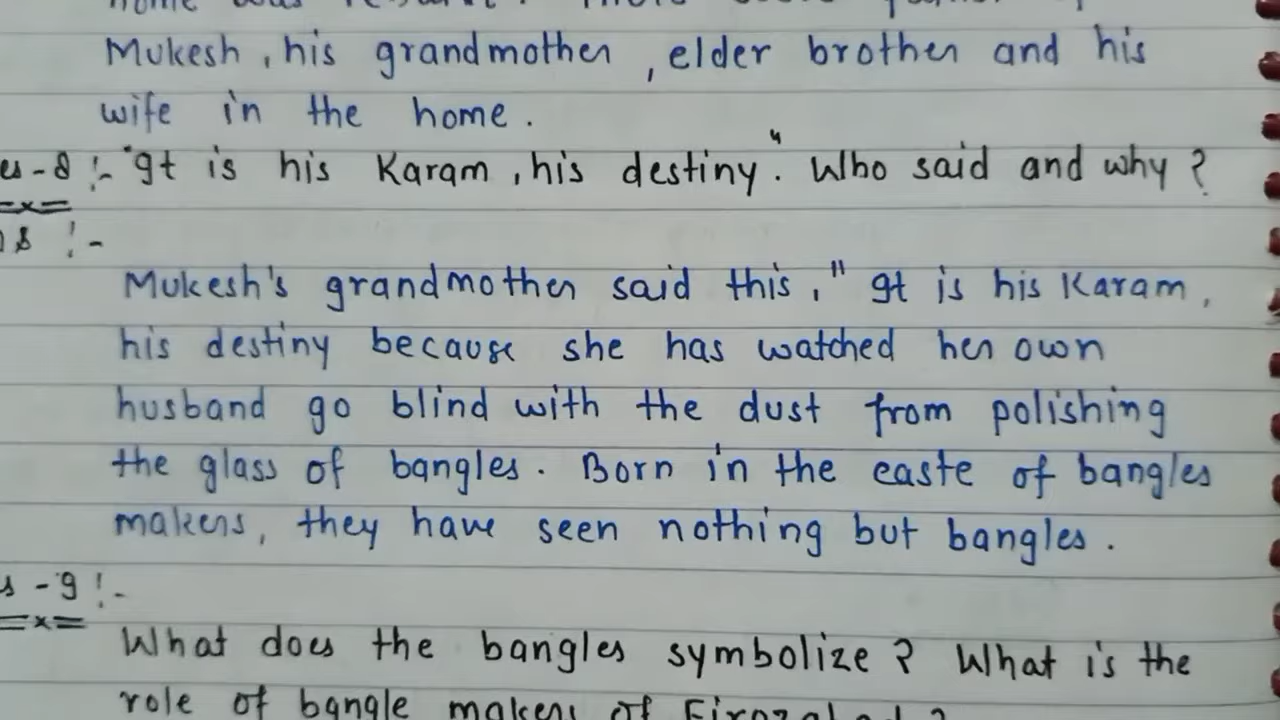 Mukesh, his grandmother, elder brother and his
wife in the home.
es-8 :- "It is his Karam, his destiny". Who said and why?
ns :-
Mukesh's grandmother said this, "It is his Karam,
his destiny because she has watched her own
husband go blind with the dust from polishing
the glass of bangles. Born in the caste of bangles
makers, they have seen nothing but bangles.
s-9 :-
What does the bangles symbolize? What is the
role of bangle makers of Firozabad?